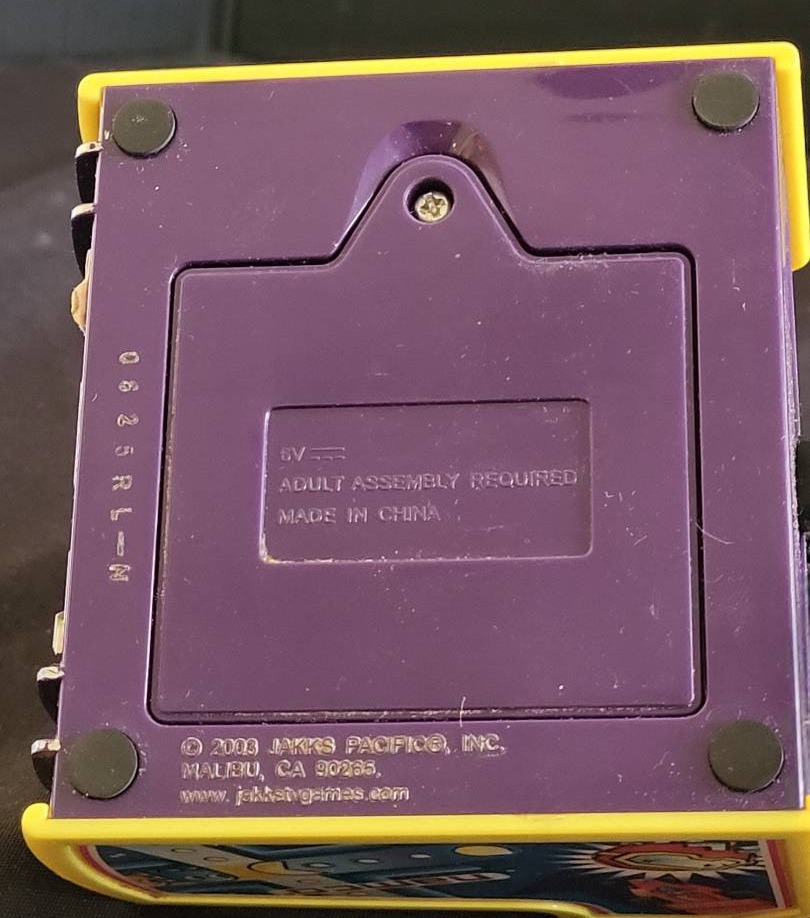 0625RL-W
6V
ADULT ASSEMBLY REQUIRED
MADE IN CHINA
© 2003 JAKKS PACIFIC®, INC.
MALIBU, CA 90265.
www. jakkstvgames.com